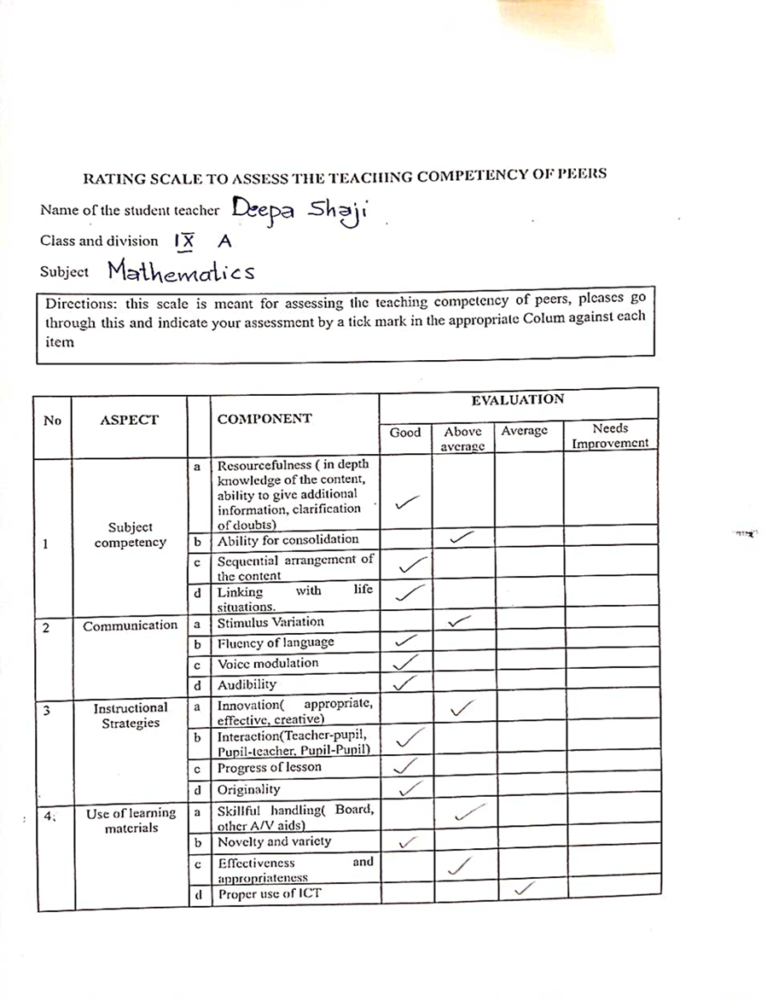 RATING SCALE TO ASSESS THE TEACHING COMPETENCY OF PEERS
Name of the student teacher Deepa Shaji
Class and division IX A
Subject Mathematics
Directions: this scale is meant for assessing the teaching competency of peers, pleases go
through this and indicate your assessment by a tick mark in the appropriate Colum against each
item
No ASPECT COMPONENT EVALUATION
Good Above average Average Needs Improvement
1 Subject competency
a Resourcefulness ( in depth
knowledge of the content,
ability to give additional
information, clarification
of doubts) ✓
b Ability for consolidation ✓
c Sequential arrangement of
the content ✓
d Linking with life
situations. ✓
2 Communication a Stimulus Variation ✓
b Fluency of language ✓
c Voice modulation ✓
d Audibility ✓
3 Instructional Strategies
a Innovation( appropriate,
effective, creative) ✓
b Interaction(Teacher-pupil,
Pupil-teacher, Pupil-Pupil) ✓
c Progress of lesson ✓
d Originality ✓
4. Use of learning materials
a Skillful handling( Board,
other A/V aids) ✓
b Novelty and variety ✓
c Effectiveness and
appropriateness ✓
d Proper use of ICT ✓